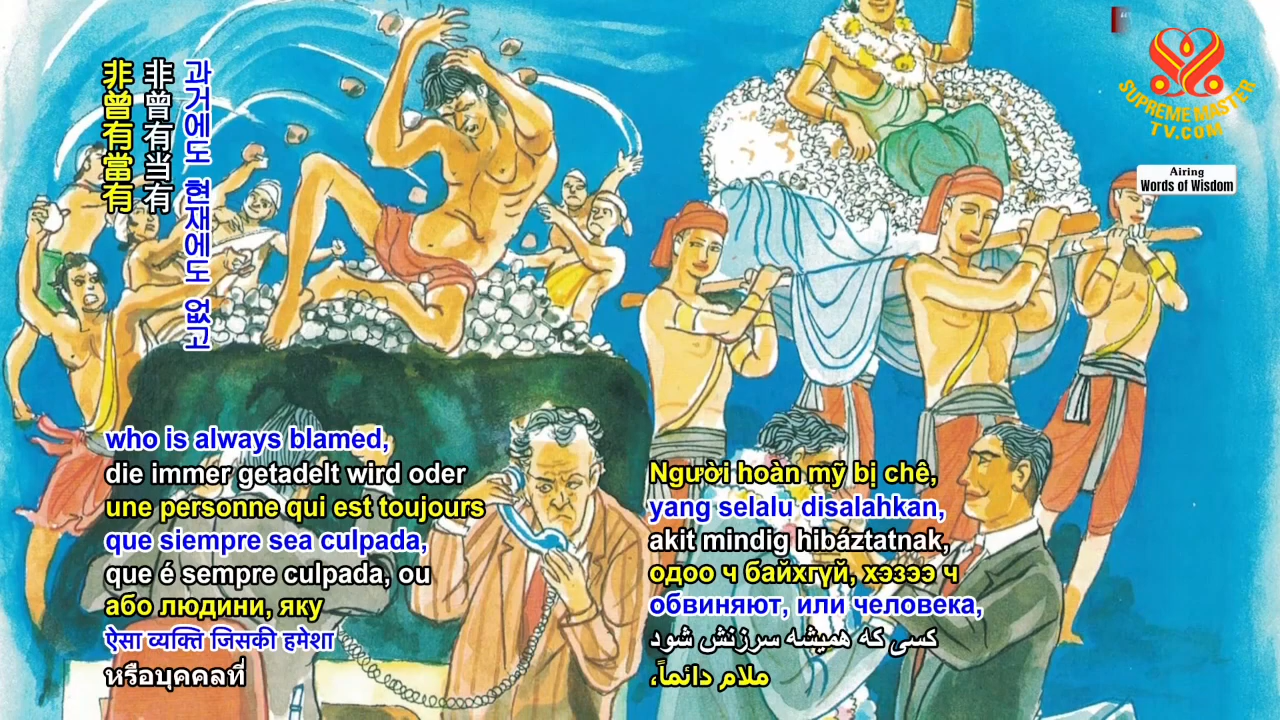 非曾有當有
非曾有当有
과거에도 현재에도 없고
SUPREME MASTER
TV.COM
Airing
Words of Wisdom
who is always blamed,
die immer getadelt wird oder
une personne qui est toujours
que siempre sea culpada,
que é sempre culpada, ou
або людини, яку
ऐसा व्यक्ति जिसकी हमेशा
หรือบุคคลที่
Người hoàn mỹ bị chê,
yang selalu disalahkan,
akit mindig hibáztatnak,
одоо ч байхгүй, хэзээ ч
обвиняют, или человека,
کسی که همیشه سرزنش شود
ملام دائماً،